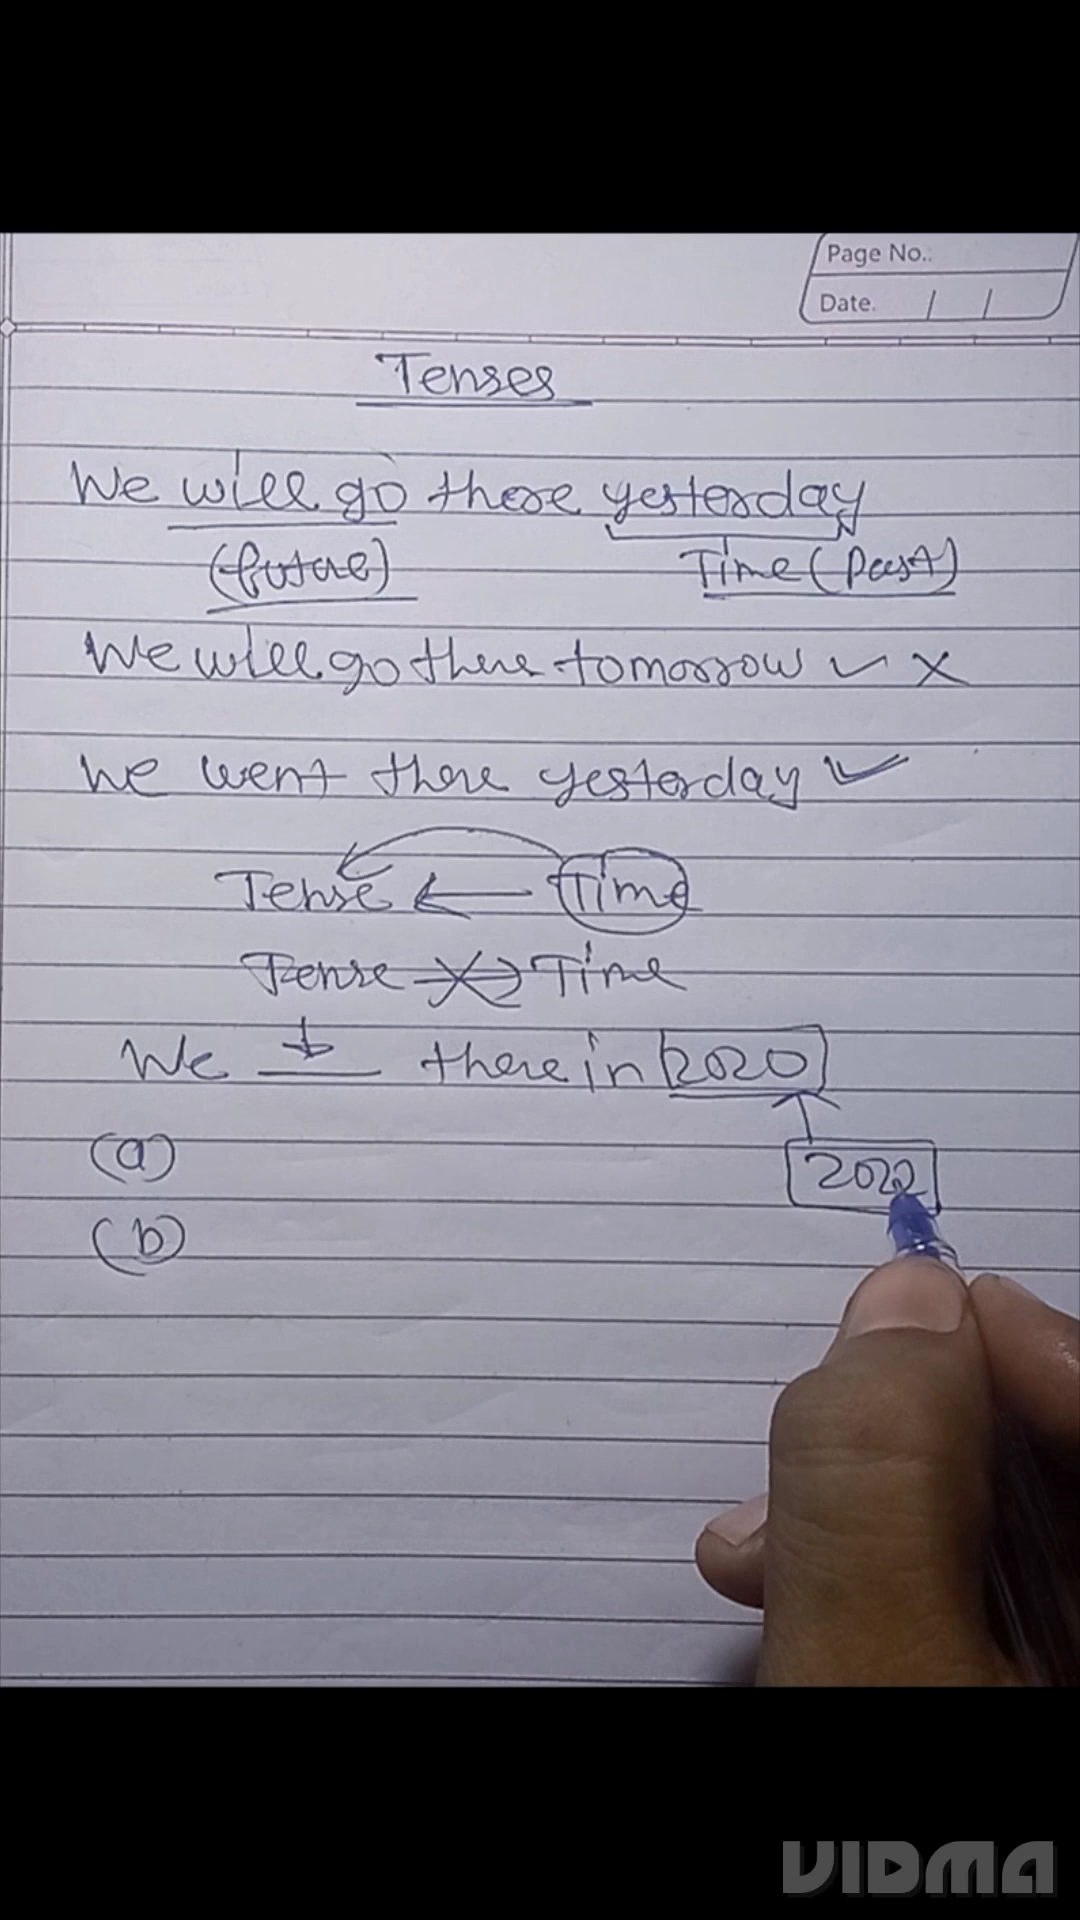 Page No.:
Date. / /
Tenses
We will go there yesterday
(future) Time (Past)
We will go there tomorrow ✓ ×
We went there yesterday ✓
Tense ← Time
Tense × → Time
We ___ there in 2020
(a)
2022
(b)
VIDMA